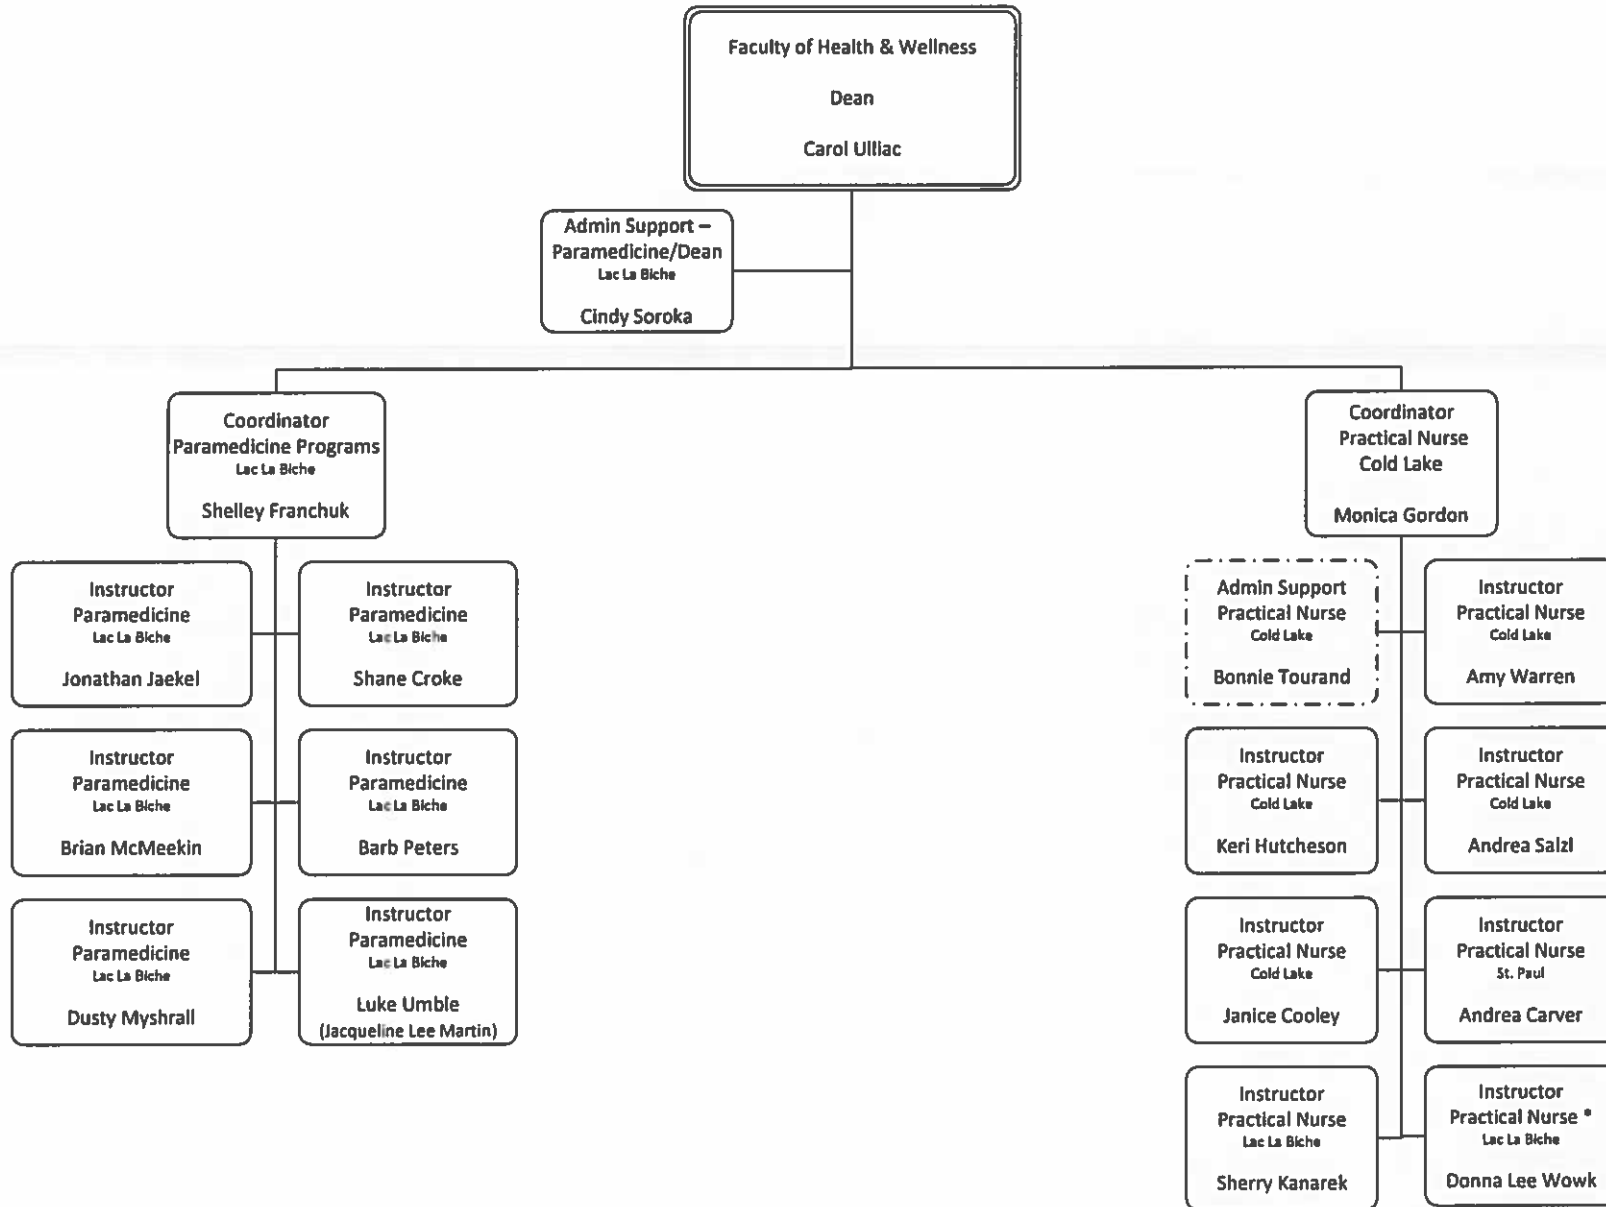 Faculty of Health & Wellness
Dean
Carol Ulliac
Admin Support –
Paramedicine/Dean
Lac La Biche
Cindy Soroka
Coordinator
Paramedicine Programs
Lac La Biche
Shelley Franchuk
Coordinator
Practical Nurse
Cold Lake
Monica Gordon
Instructor
Paramedicine
Lac La Biche
Jonathan Jaekel
Instructor
Paramedicine
Lac La Biche
Shane Croke
Admin Support
Practical Nurse
Cold Lake
Bonnie Tourand
Instructor
Practical Nurse
Cold Lake
Amy Warren
Instructor
Paramedicine
Lac La Biche
Brian McMeekin
Instructor
Paramedicine
Lac La Biche
Barb Peters
Instructor
Practical Nurse
Cold Lake
Keri Hutcheson
Instructor
Practical Nurse
Cold Lake
Andrea Salzl
Instructor
Paramedicine
Lac La Biche
Dusty Myshrall
Instructor
Paramedicine
Lac La Biche
Luke Umble
(Jacqueline Lee Martin)
Instructor
Practical Nurse
Cold Lake
Janice Cooley
Instructor
Practical Nurse
St. Paul
Andrea Carver
Instructor
Practical Nurse
Lac La Biche
Sherry Kanarek
Instructor
Practical Nurse *
Lac La Biche
Donna Lee Wowk